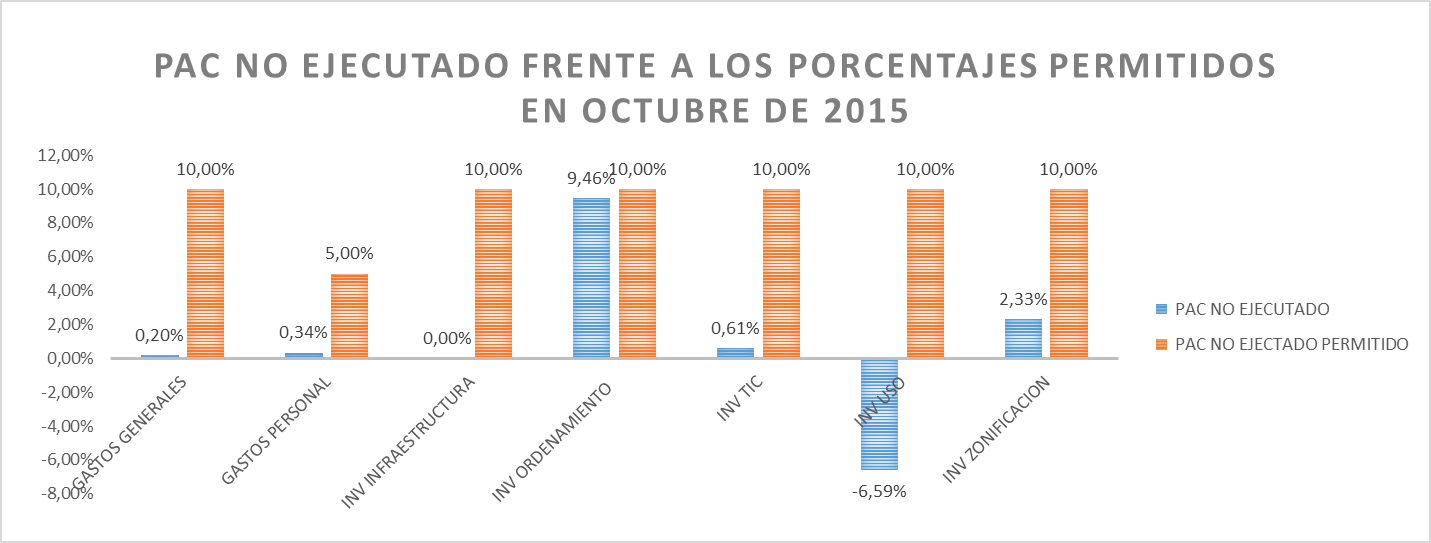 PAC NO EJECUTADO FRENTE A LOS PORCENTAJES PERMITIDOS
EN OCTUBRE DE 2015
12,00%
10,00%
8,00%
6,00%
4,00%
2,00%
0,00%
-2,00%
-4,00%
-6,00%
-8,00%
0,20%
10,00%
0,34%
5,00%
0,00%
10,00%
9,46%
10,00%
0,61%
10,00%
-6,59%
10,00%
2,33%
10,00%
GASTOS GENERALES
GASTOS PERSONAL
INV INFRAESTRUCTURA
INV ORDENAMIENTO
INV TIC
INV USO
INV ZONIFICACION
PAC NO EJECUTADO
PAC NO EJECTADO PERMITIDO